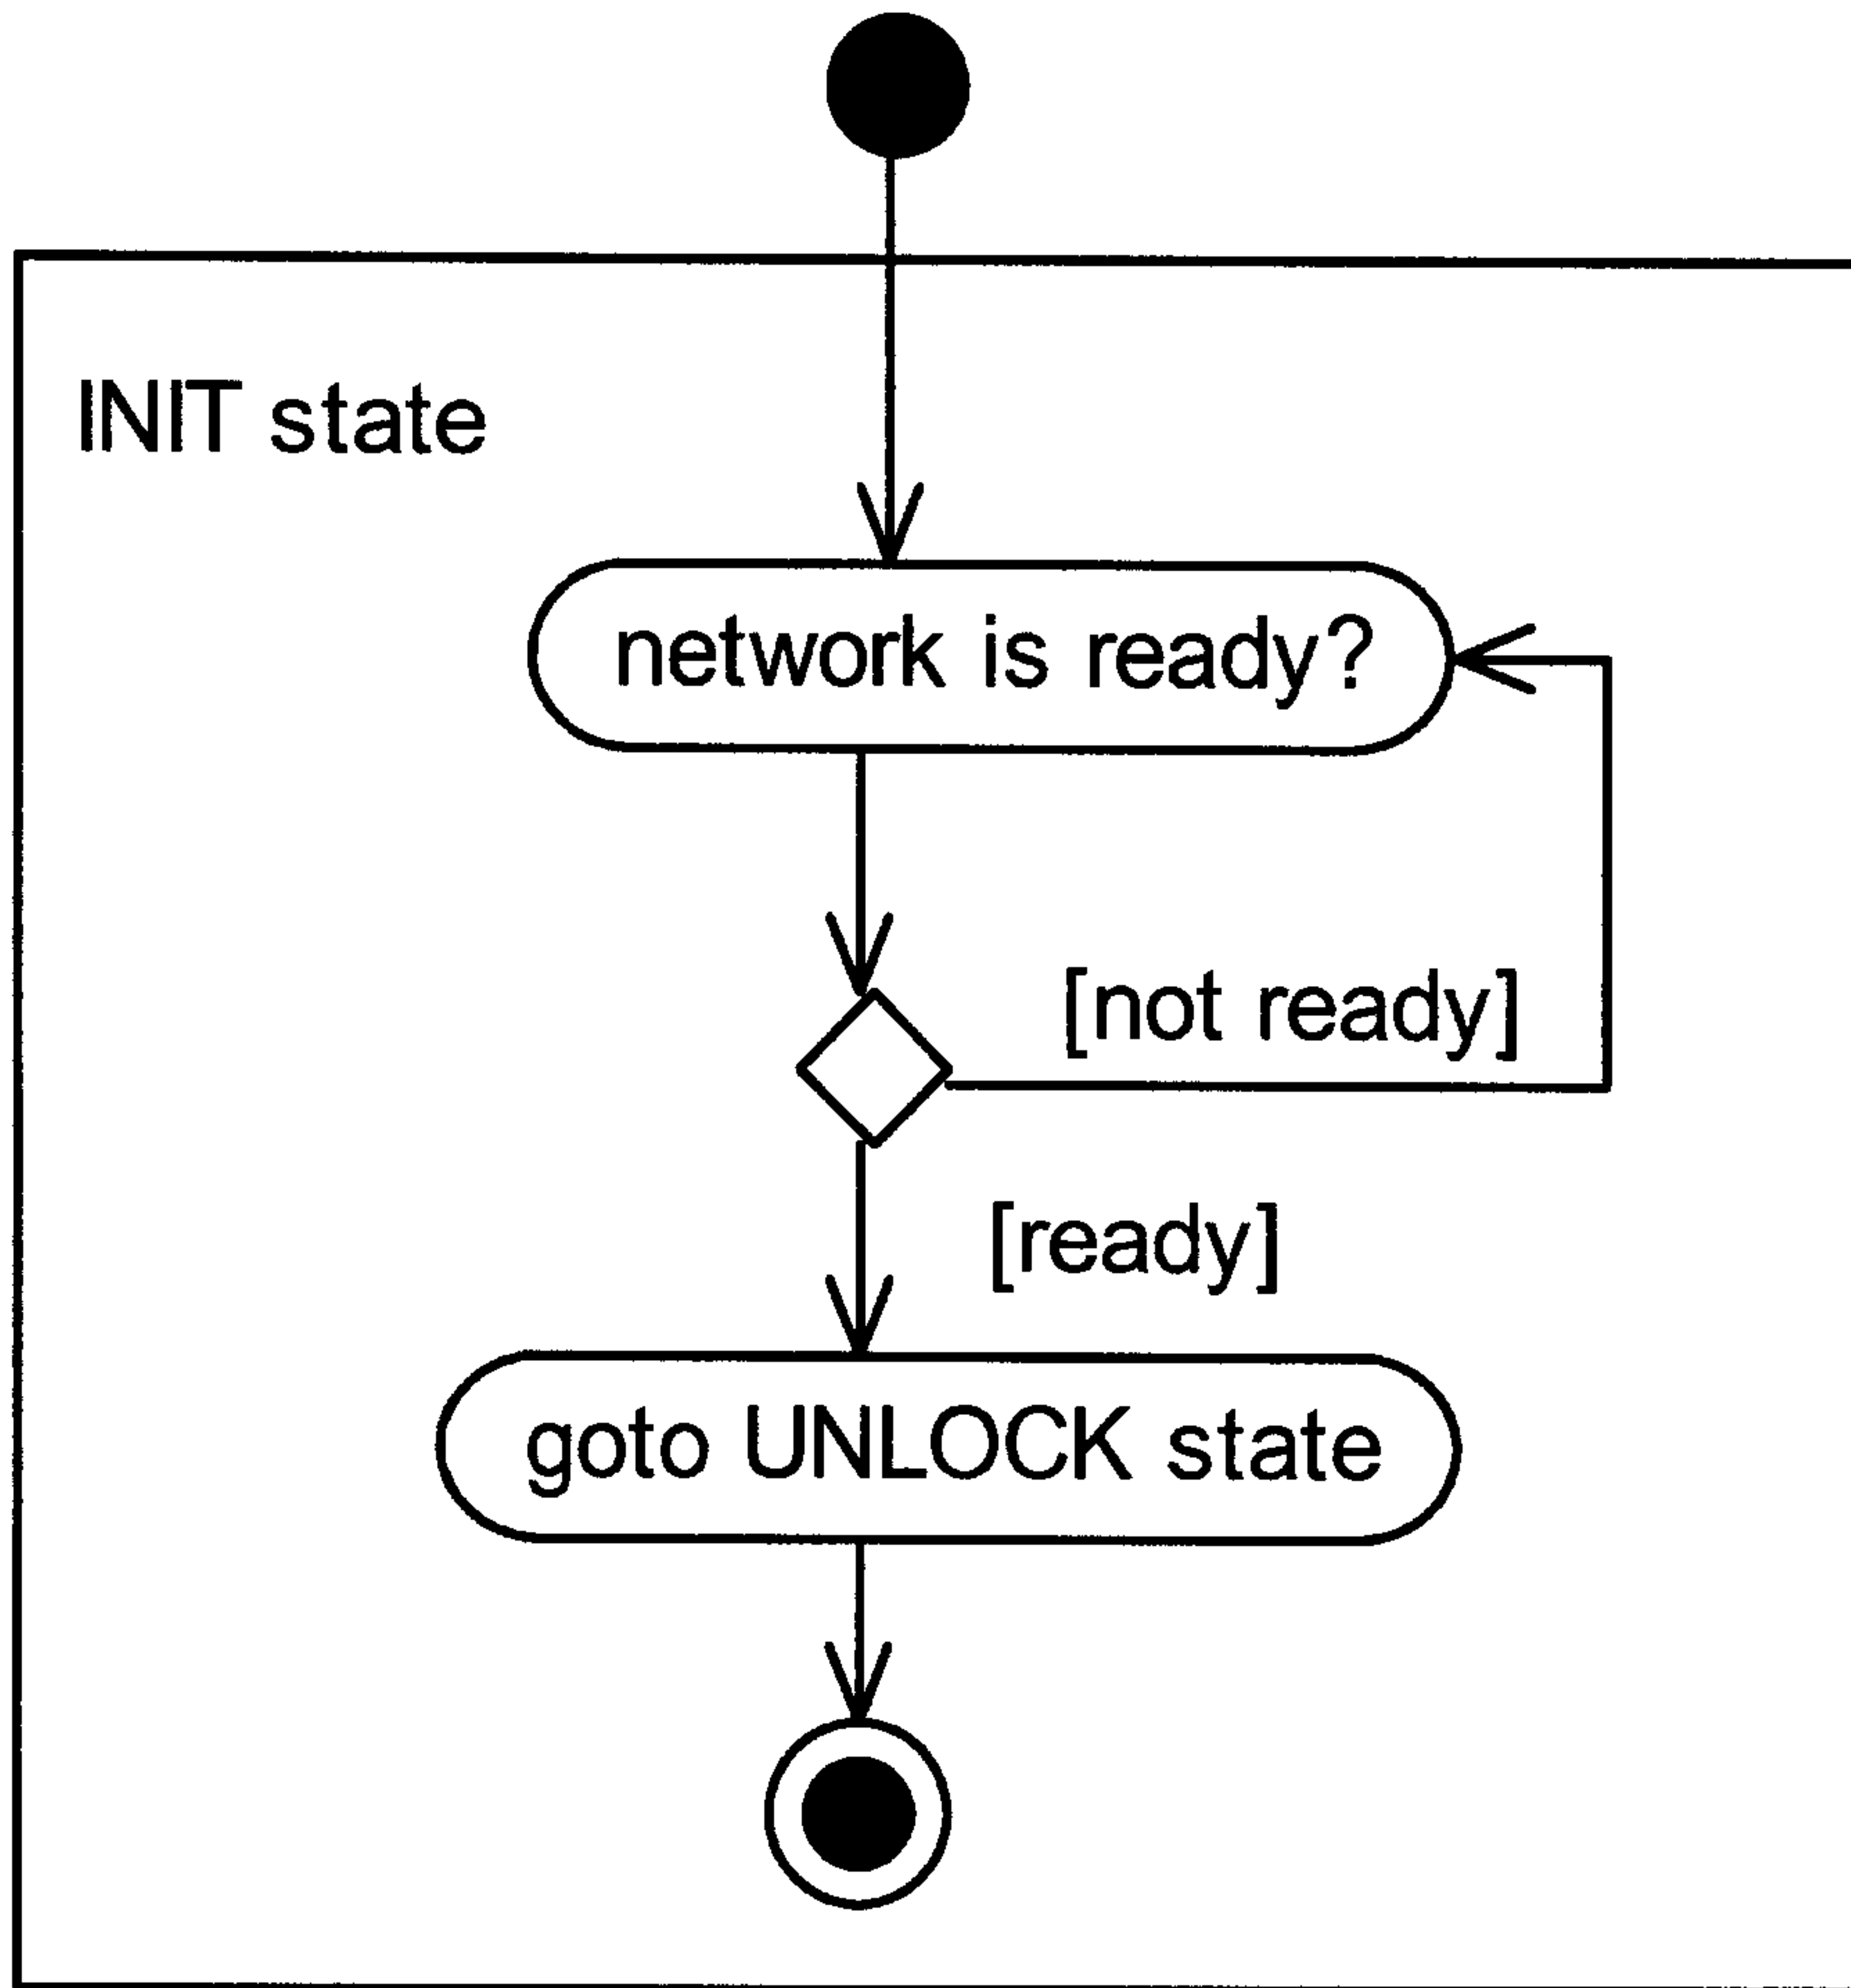 INIT state
network is ready?
[not ready]
[ready]
goto UNLOCK state